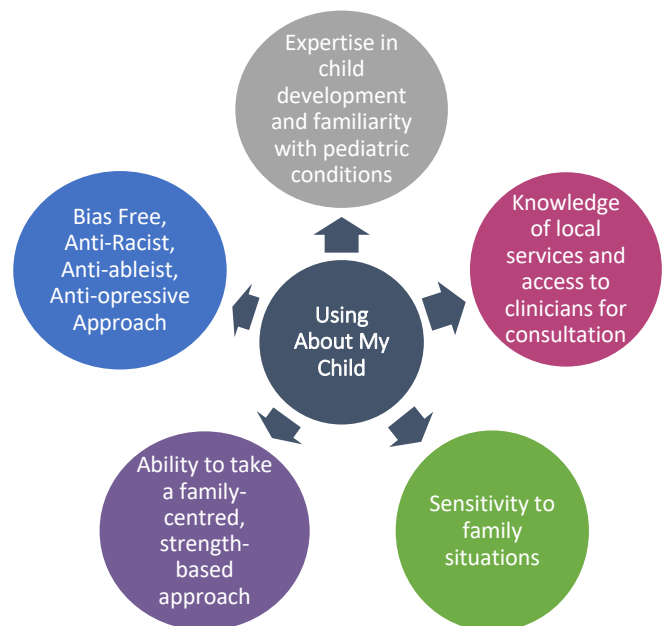 Expertise in
child
development
and familiarity
with pediatric
conditions
Knowledge
of local
services and
access to
clinicians for
consultation
Sensitivity to
family
situations
Ability to take
a family-
centred,
strength-
based
approach
Bias Free,
Anti-Racist,
Anti-ableist,
Anti-opressive
Approach
Using
About My
Child